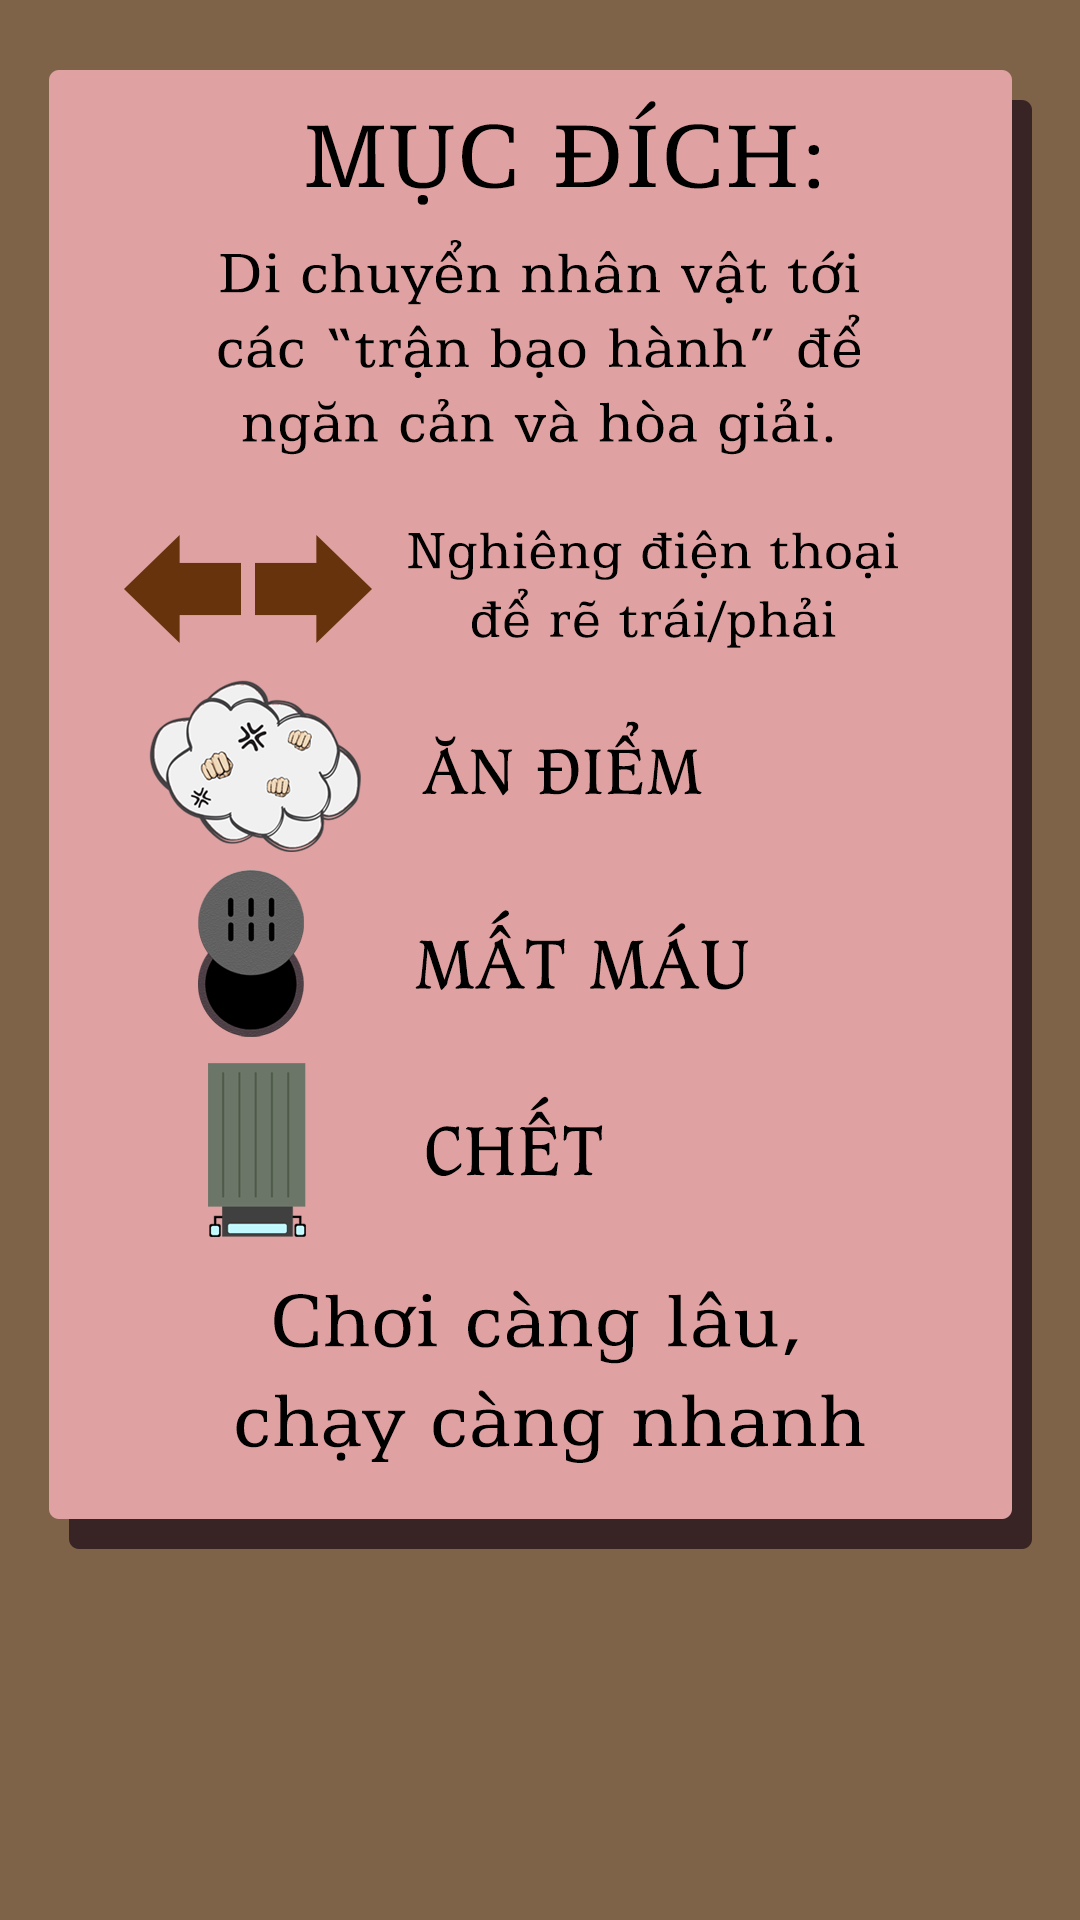 MỤC ĐÍCH:
Di chuyển nhân vật tới
các “trận bạo hành” để
ngăn cản và hòa giải.
Nghiêng điện thoại
để rẽ trái/phải
ĂN ĐIỂM
MẤT MÁU
CHẾT
Chơi càng lâu,
chạy càng nhanh